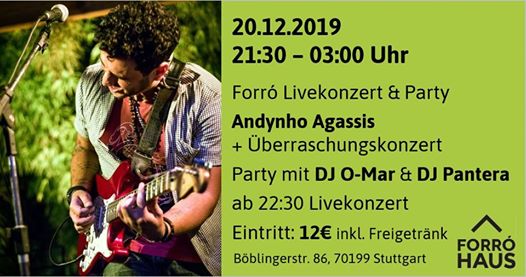 20.12.2019
21:30 – 03:00 Uhr
Forró Livekonzert & Party
Andynho Agassis
+ Überraschungskonzert
Party mit DJ O-Mar & DJ Pantera
ab 22:30 Livekonzert
Eintritt: 12€ inkl. Freigetränk
Böblingerstr. 86, 70199 Stuttgart
FORRÓ
HAUS